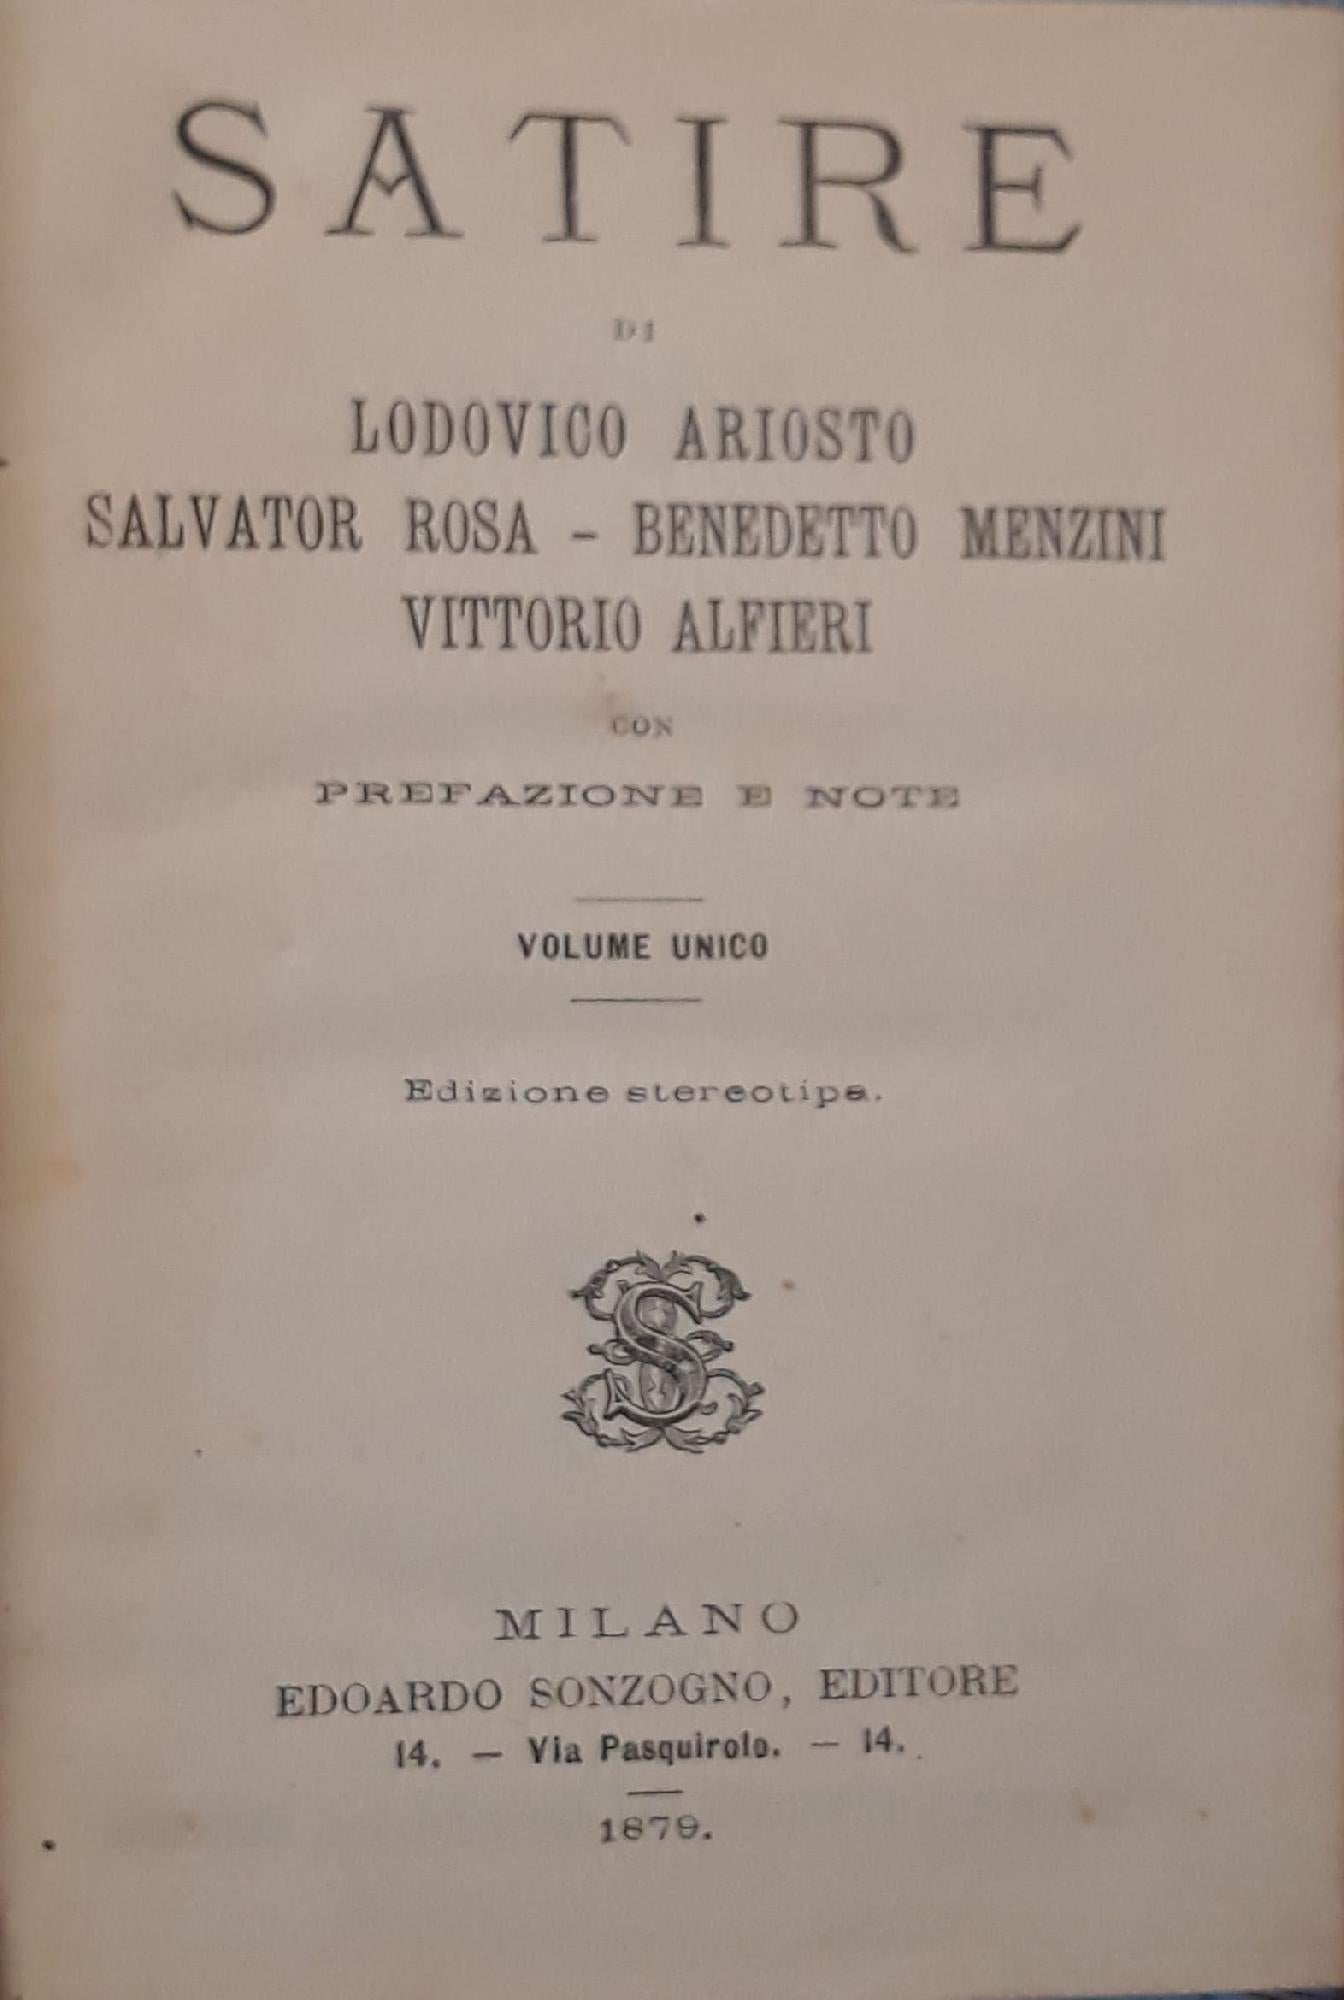 SATIRE
DI
LODOVICO ARIOSTO
SALVATOR ROSA - BENEDETTO MENZINI
VITTORIO ALFIERI
CON
PREFAZIONE E NOTE
VOLUME UNICO
Edizione stereotipa.
S
MILANO
EDOARDO SONZOGNO, EDITORE
14. — Via Pasquirolo. — 14.
1879.